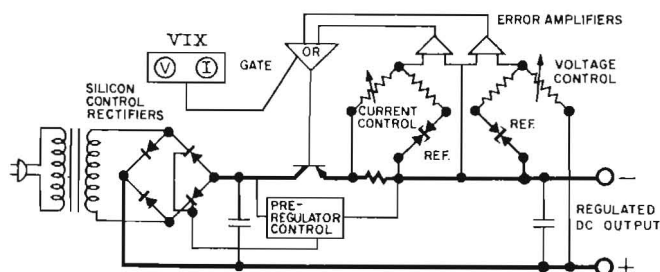 ERROR AMPLIFIERS
VIX
OR
V I
GATE
VOLTAGE
CONTROL
SILICON
CONTROL
RECTIFIERS
CURRENT
CONTROL
REF.
REF.
PRE-
REGULATOR
CONTROL
−
REGULATED
DC OUTPUT
+